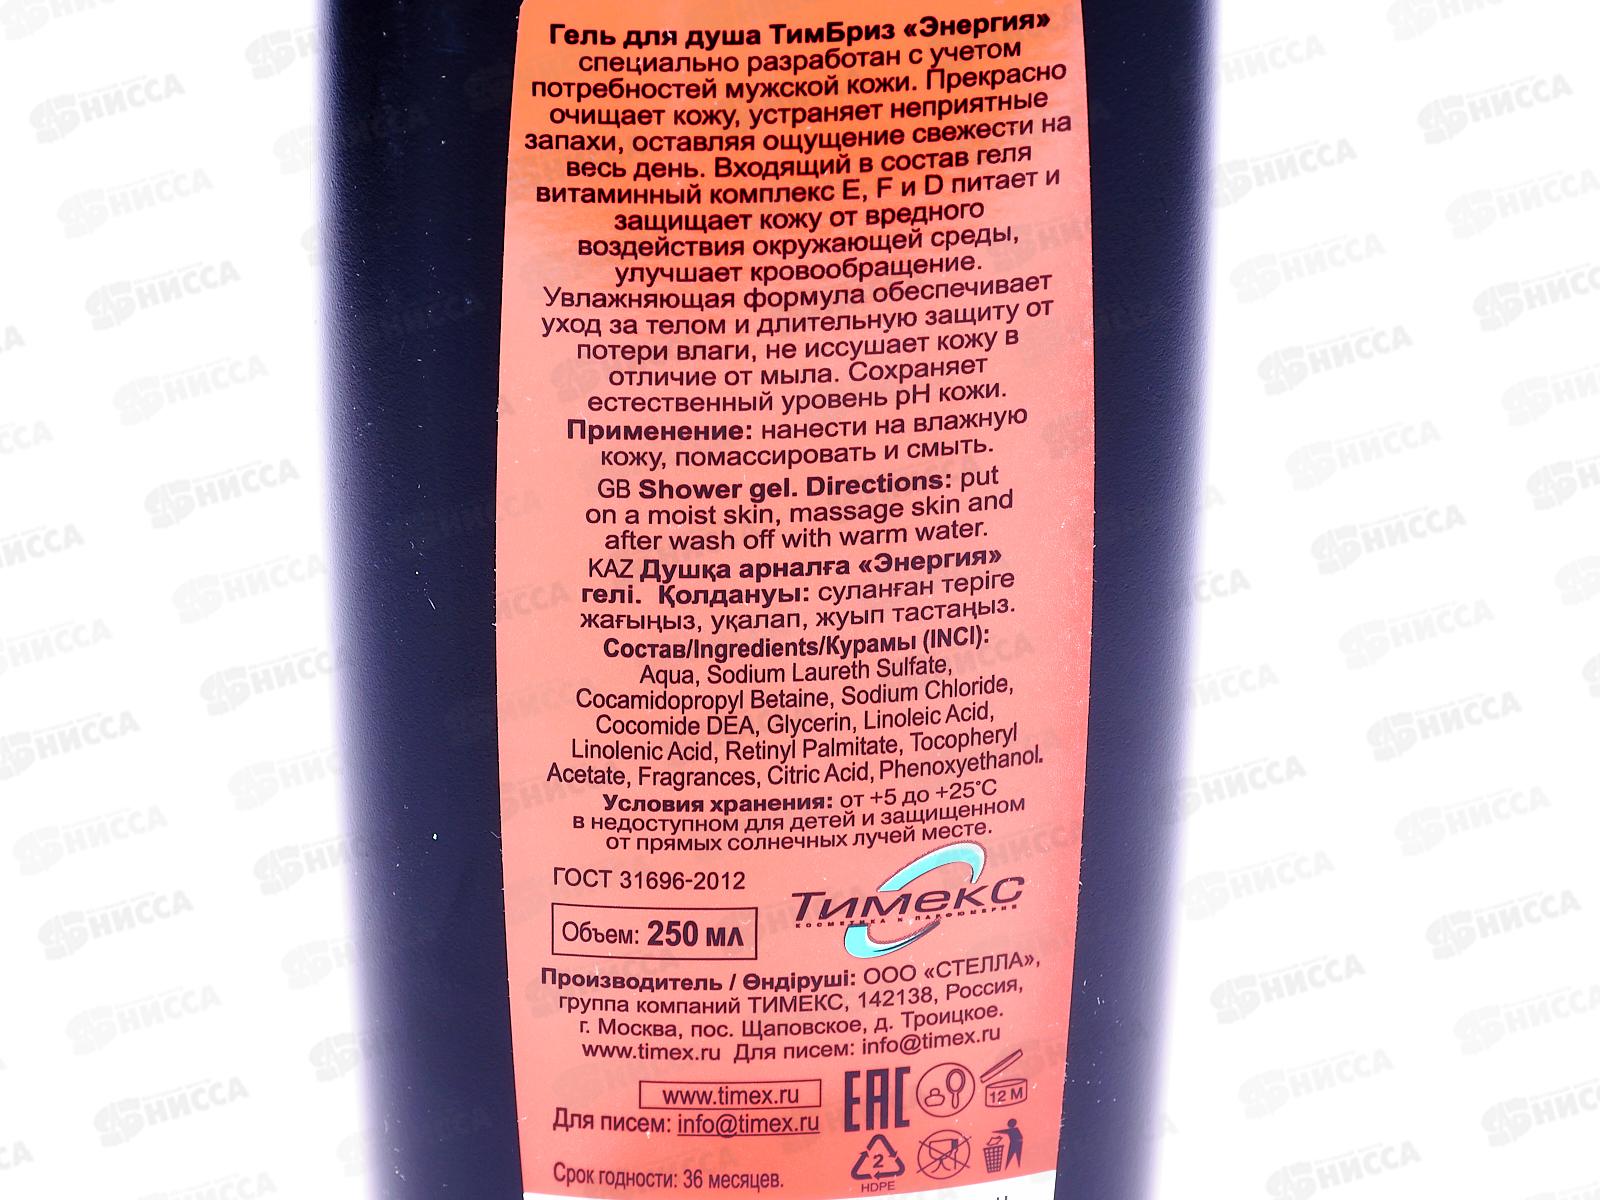 Гель для душа ТимБриз «Энергия»
специально разработан с учетом
потребностей мужской кожи. Прекрасно
очищает кожу, устраняет неприятные
запахи, оставляя ощущение свежести на
весь день. Входящий в состав геля
витаминный комплекс E, F и D питает и
защищает кожу от вредного
воздействия окружающей среды,
улучшает кровообращение.
Увлажняющая формула обеспечивает
уход за телом и длительную защиту от
потери влаги, не иссушает кожу в
отличие от мыла. Сохраняет
естественный уровень pH кожи.
Применение: нанести на влажную
кожу, помассировать и смыть.
GB Shower gel. Directions: put
on a moist skin, massage skin and
after wash off with warm water.
KAZ Душқа арналға «Энергия»
гелі. Қолдануы: суланған теріге
жағыңыз, уқалап, жуып тастаңыз.
Состав/Ingredients/Курамы (INCI):
Aqua, Sodium Laureth Sulfate,
Cocamidopropyl Betaine, Sodium Chloride,
Cocomide DEA, Glycerin, Linoleic Acid,
Linolenic Acid, Retinyl Palmitate, Tocopheryl
Acetate, Fragrances, Citric Acid, Phenoxyethanol.
Условия хранения: от +5 до +25°C
в недоступном для детей и защищенном
от прямых солнечных лучей месте.
ГОСТ 31696-2012
Тимекс
КОСМЕТИКА И ПАРФЮМЕРИЯ
Объем: 250 мл
Производитель / Өндіруші: ООО «СТЕЛЛА»,
группа компаний ТИМЕКС, 142138, Россия,
г. Москва, пос. Щаповское, д. Троицкое.
www.timex.ru Для писем: info@timex.ru
www.timex.ru
Для писем: info@timex.ru
EAC
12 M
2
HDPE
Срок годности: 36 месяцев.
НИССА